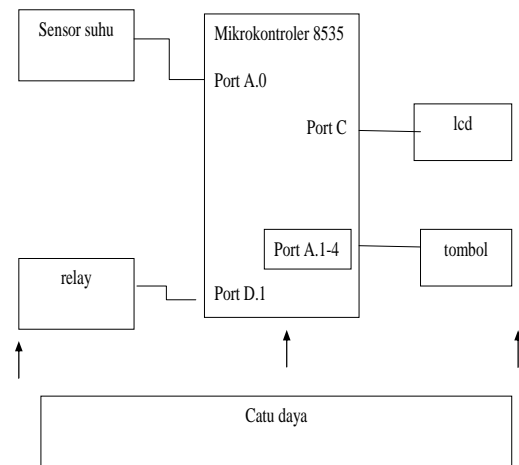 Sensor suhu
Mikrokontroler 8535
Port A.0
Port C
lcd
Port A.1-4
tombol
relay
Port D.1
Catu daya